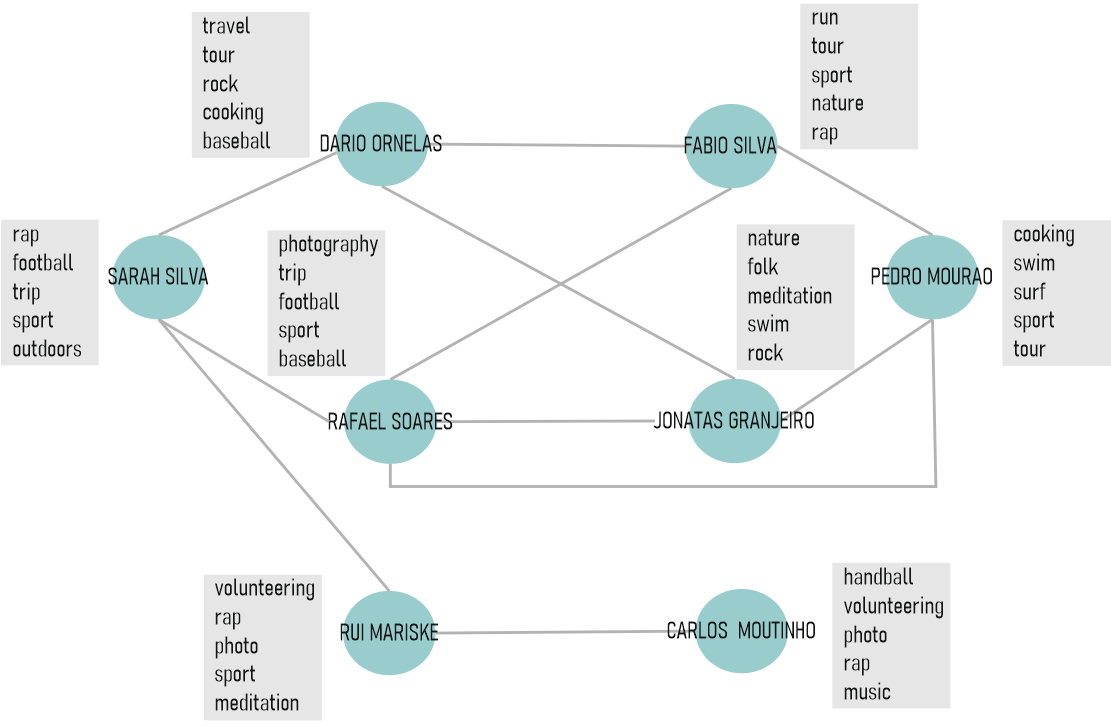 travel
tour
rock
cooking
baseball
DARIO ORNELAS
run
tour
sport
nature
rap
FABIO SILVA
rap
football
trip
sport
outdoors
SARAH SILVA
photography
trip
football
sport
baseball
RAFAEL SOARES
nature
folk
meditation
swim
rock
JONATAS GRANJEIRO
cooking
swim
surf
sport
tour
PEDRO MOURAO
volunteering
rap
photo
sport
meditation
RUI MARISKE
handball
volunteering
photo
rap
music
CARLOS MOUTINHO